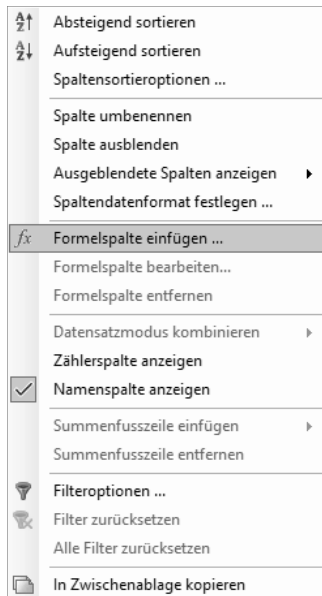 Absteigend sortieren
Aufsteigend sortieren
Spaltensortieroptionen ...
Spalte umbenennen
Spalte ausblenden
Ausgeblendete Spalten anzeigen
Spaltendatenformat festlegen ...
fx Formelspalte einfügen ...
Formelspalte bearbeiten...
Formelspalte entfernen
Datensatzmodus kombinieren
Zählerspalte anzeigen
Namenspalte anzeigen
Summenfusszeile einfügen
Summenfusszeile entfernen
Filteroptionen ...
Filter zurücksetzen
Alle Filter zurücksetzen
In Zwischenablage kopieren